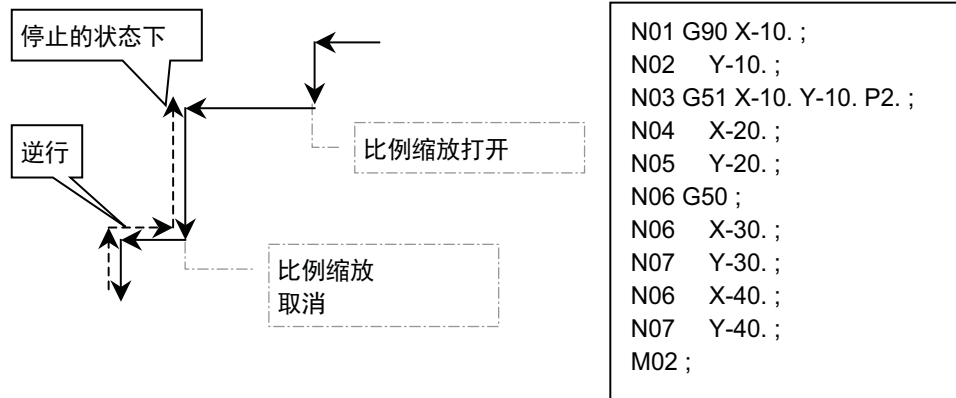 停止的状态下
逆行
比例缩放打开
比例缩放
取消
N01 G90 X-10. ;
N02 Y-10. ;
N03 G51 X-10. Y-10. P2. ;
N04 X-20. ;
N05 Y-20. ;
N06 G50 ;
N06 X-30. ;
N07 Y-30. ;
N06 X-40. ;
N07 Y-40. ;
M02 ;